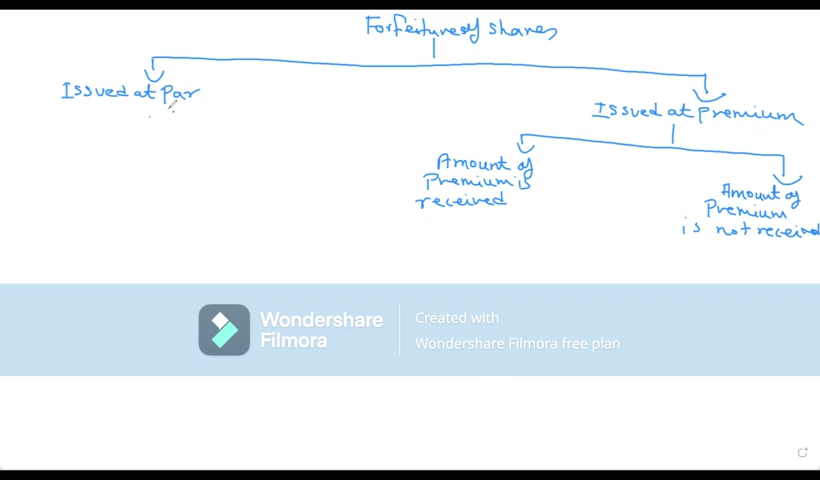 Forfeiture of shares
Issued at Par
Issued at Premium
Amount of
Premium is
received
Amount of
Premium
is not received
Wondershare
Filmora
Created with
Wondershare Filmora free plan